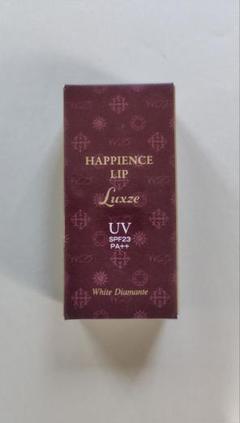 HAPPIENCE
LIP
Luxze
UV
SPF23
PA++
White Diamante